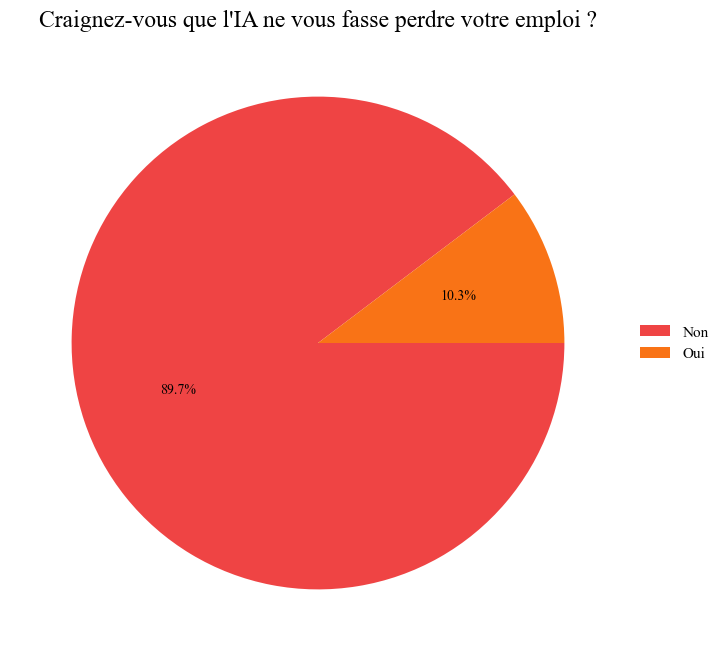 Craignez-vous que l'IA ne vous fasse perdre votre emploi ?
10.3%
Non
Oui
89.7%